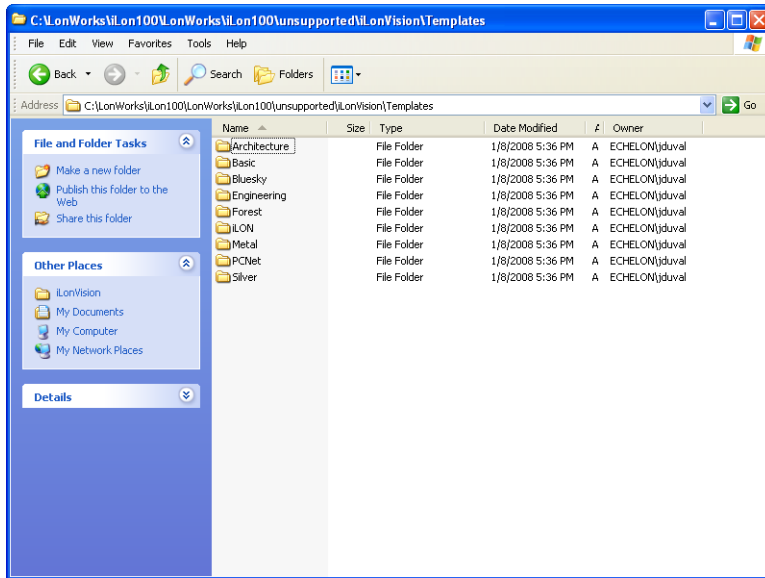 C:\LonWorks\iLon100\LonWorks\iLon100\unsupported\iLonVision\Templates
File Edit View Favorites Tools Help
Back Search Folders
Address C:\LonWorks\iLon100\LonWorks\iLon100\unsupported\iLonVision\Templates Go
File and Folder Tasks
Make a new folder
Publish this folder to the
Web
Share this folder
Other Places
iLonVision
My Documents
My Computer
My Network Places
Details
Name Size Type Date Modified A Owner
Architecture File Folder 1/8/2008 5:36 PM A ECHELON\jduval
Basic File Folder 1/8/2008 5:36 PM A ECHELON\jduval
Bluesky File Folder 1/8/2008 5:36 PM A ECHELON\jduval
Engineering File Folder 1/8/2008 5:36 PM A ECHELON\jduval
Forest File Folder 1/8/2008 5:36 PM A ECHELON\jduval
iLON File Folder 1/8/2008 5:36 PM A ECHELON\jduval
Metal File Folder 1/8/2008 5:36 PM A ECHELON\jduval
PCNet File Folder 1/8/2008 5:36 PM A ECHELON\jduval
Silver File Folder 1/8/2008 5:36 PM A ECHELON\jduval